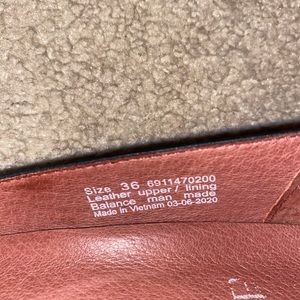 Size 36 6911470200
Leather upper / lining
Balance man made
Made in Vietnam 03-06-2020